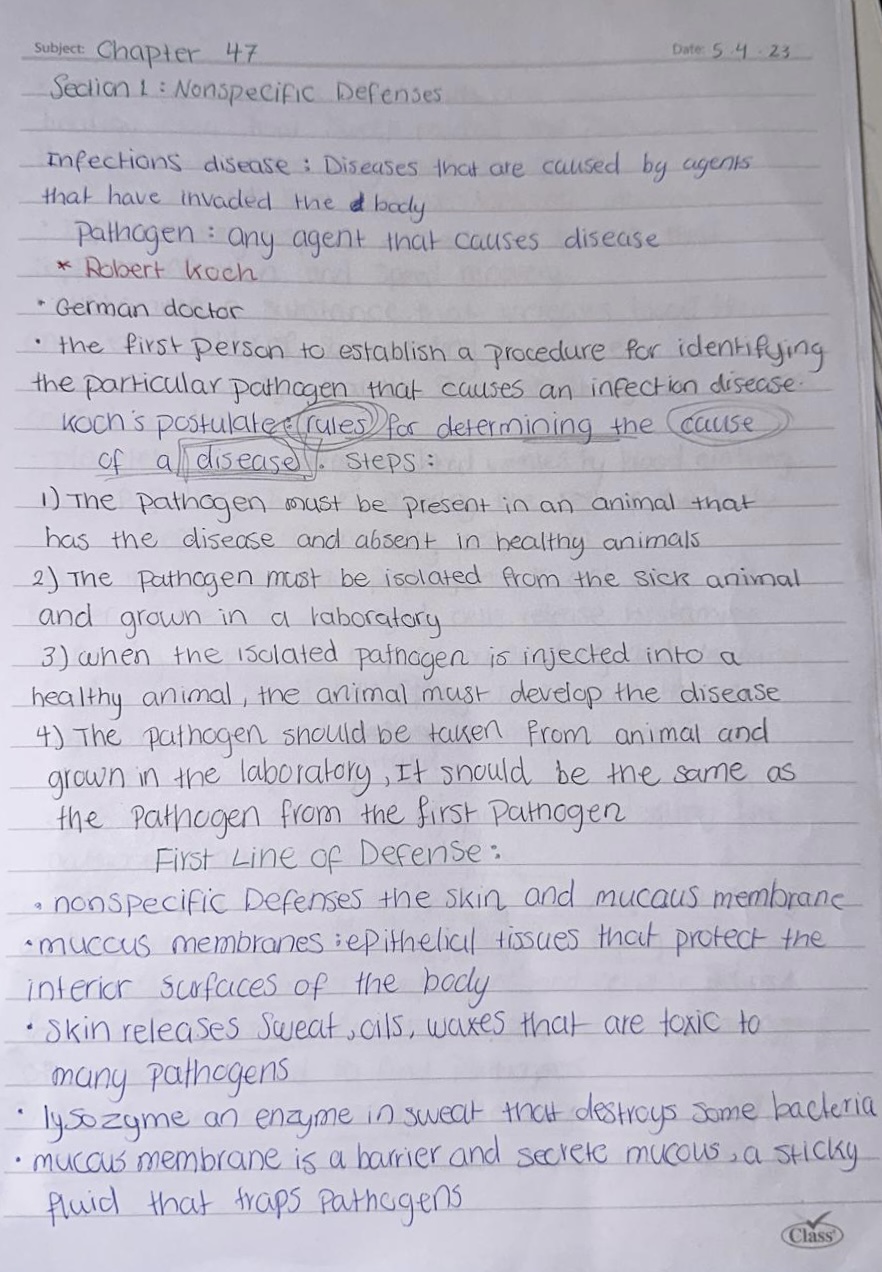 Subject: Chapter 47 Date: 5.4.23
Section 1: Nonspecific Defenses
Infections disease: Diseases that are caused by agents
that have invaded the body
Pathogen: any agent that causes disease
* Robert Koch
• German doctor
• the first person to establish a procedure for identifying
the particular pathogen that causes an infection disease.
Koch's postulate: rules for determining the cause
of a disease. Steps:
1) The pathogen must be present in an animal that
has the disease and absent in healthy animals
2) The pathogen must be isolated from the sick animal
and grown in a laboratory
3) when the isolated pathogen is injected into a
healthy animal, the animal must develop the disease
4) The pathogen should be taken from animal and
grown in the laboratory, It should be the same as
the Pathogen from the first Pathogen
First Line of Defense:
• nonspecific Defenses the skin and mucous membrane
• muccus membranes: epithelial tissues that protect the
interior surfaces of the body
• Skin releases Sweat, oils, waxes that are toxic to
many pathogens
• lysozyme an enzyme in sweat that destroys some bacteria
• muccus membrane is a barrier and secrete mucous, a sticky
fluid that traps Pathogens
Class